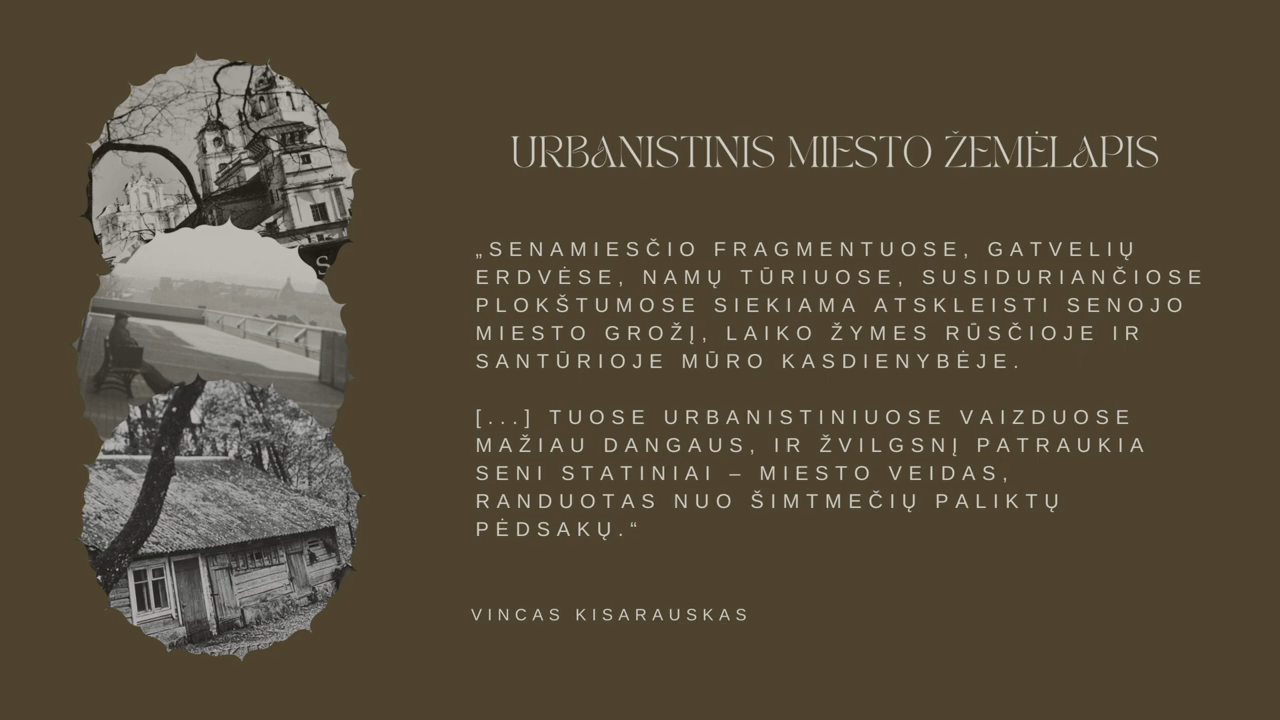 URBANISTINIS MIESTO ŽEMĖLAPIS
„SENAMIESČIO FRAGMENTUOSE, GATVELIŲ
ERDVĖSE, NAMŲ TŪRIUOSE, SUSIDURIANČIOSE
PLOKŠTUMOSE SIEKIAMA ATSKLEISTI SENOJO
MIESTO GROŽĮ, LAIKO ŽYMES RŪSČIOJE IR
SANTŪRIOJE MŪRO KASDIENYBĖJE.
[...] TUOSE URBANISTINIUOSE VAIZDUOSE
MAŽIAU DANGAUS, IR ŽVILGSNĮ PATRAUKIA
SENI STATINIAI – MIESTO VEIDAS,
RANDUOTAS NUO ŠIMTMEČIŲ PALIKTŲ
PĖDSAKŲ.“
VINCAS KISARAUSKAS